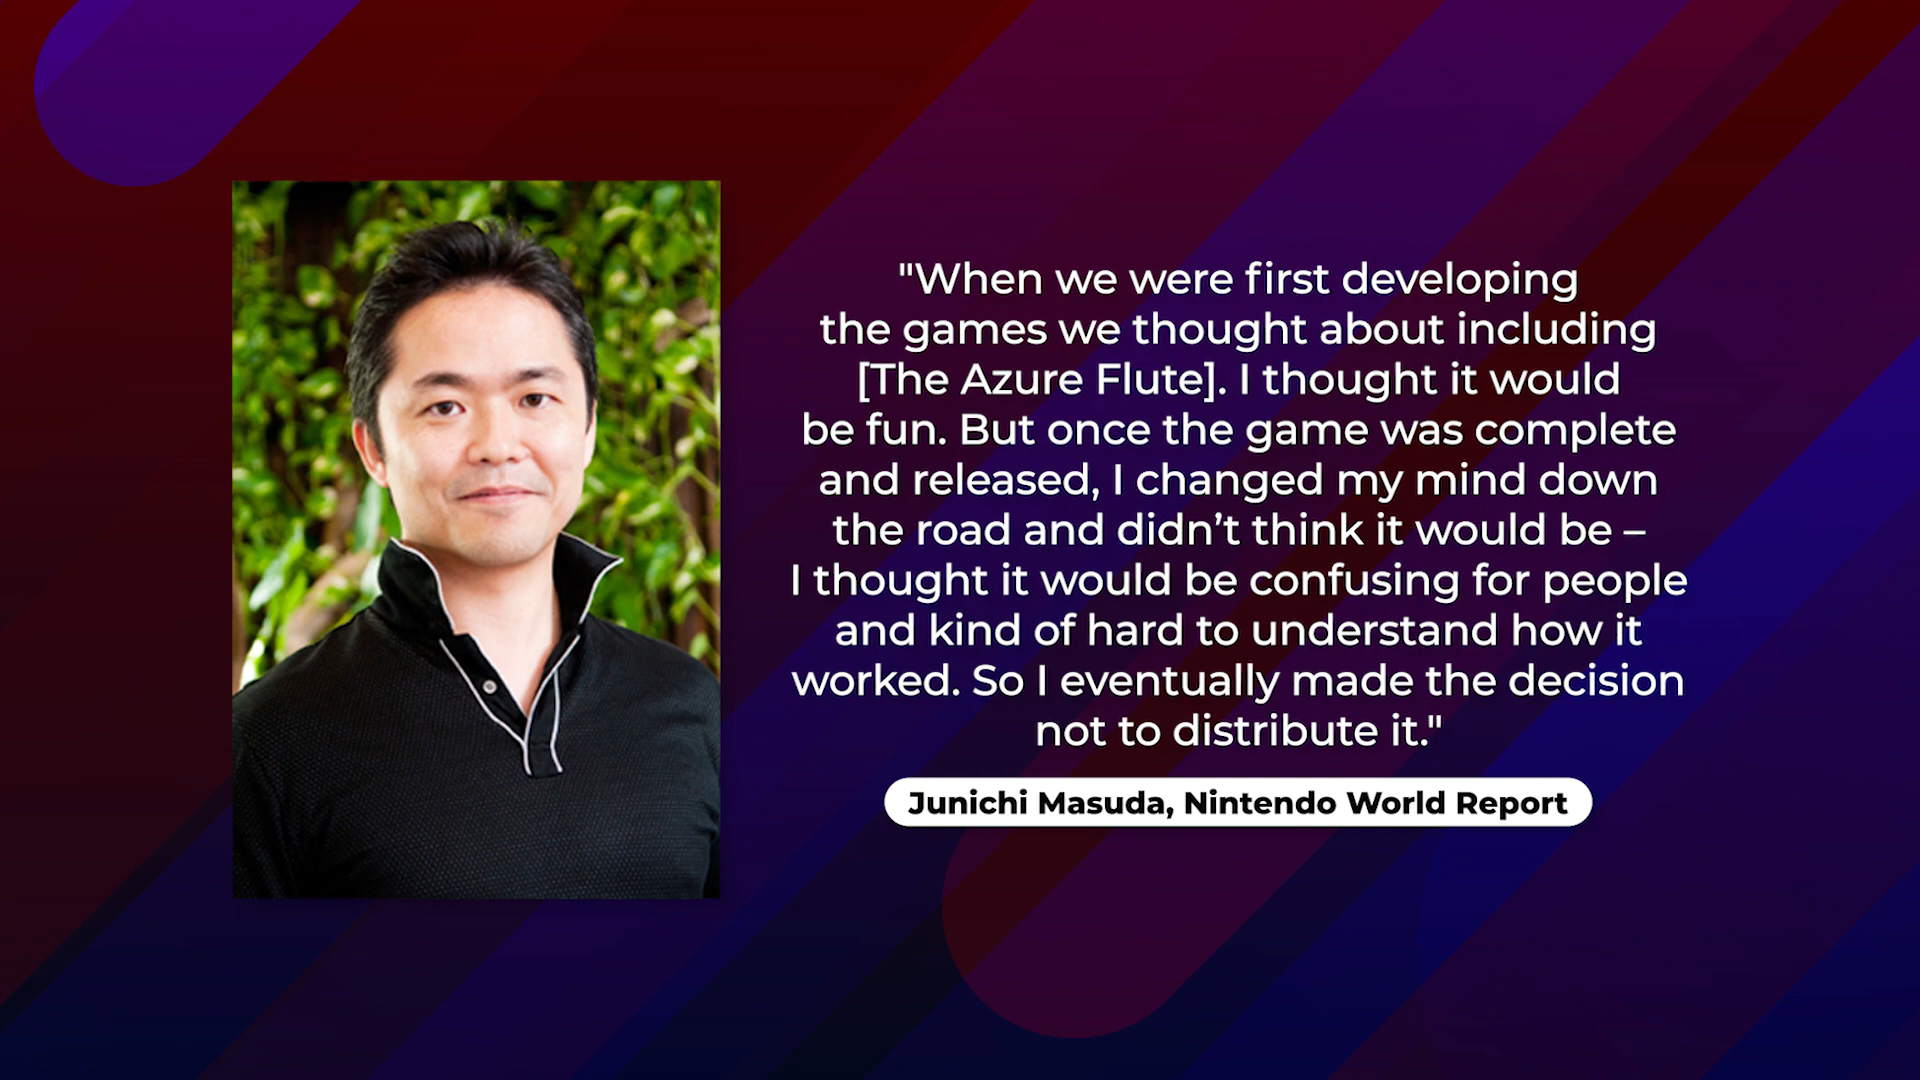 "When we were first developing
the games we thought about including
[The Azure Flute]. I thought it would
be fun. But once the game was complete
and released, I changed my mind down
the road and didn’t think it would be –
I thought it would be confusing for people
and kind of hard to understand how it
worked. So I eventually made the decision
not to distribute it."
Junichi Masuda, Nintendo World Report